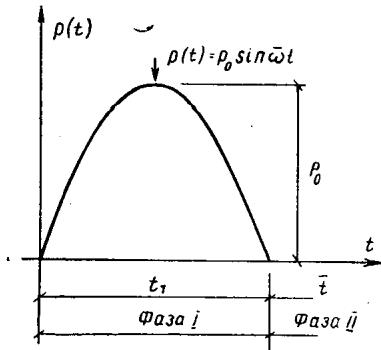 p(t)
p(t)=p₀ sin ω̄t
p₀
t
t₁
t̄
Фаза I
Фаза II